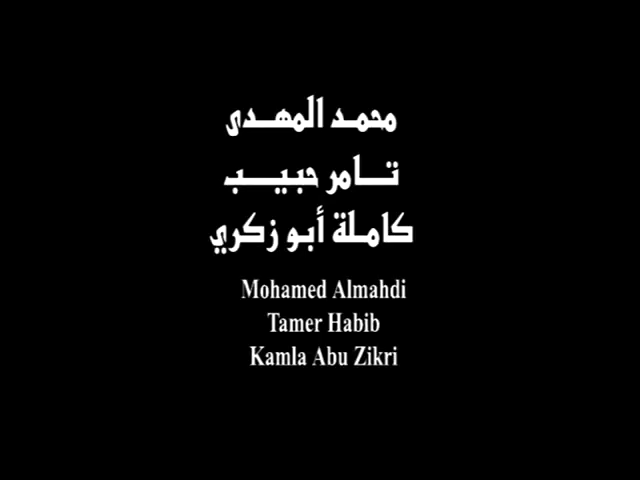 محمد المهدى
تامر حبيب
كاملة أبو زكري
Mohamed Almahdi
Tamer Habib
Kamla Abu Zikri